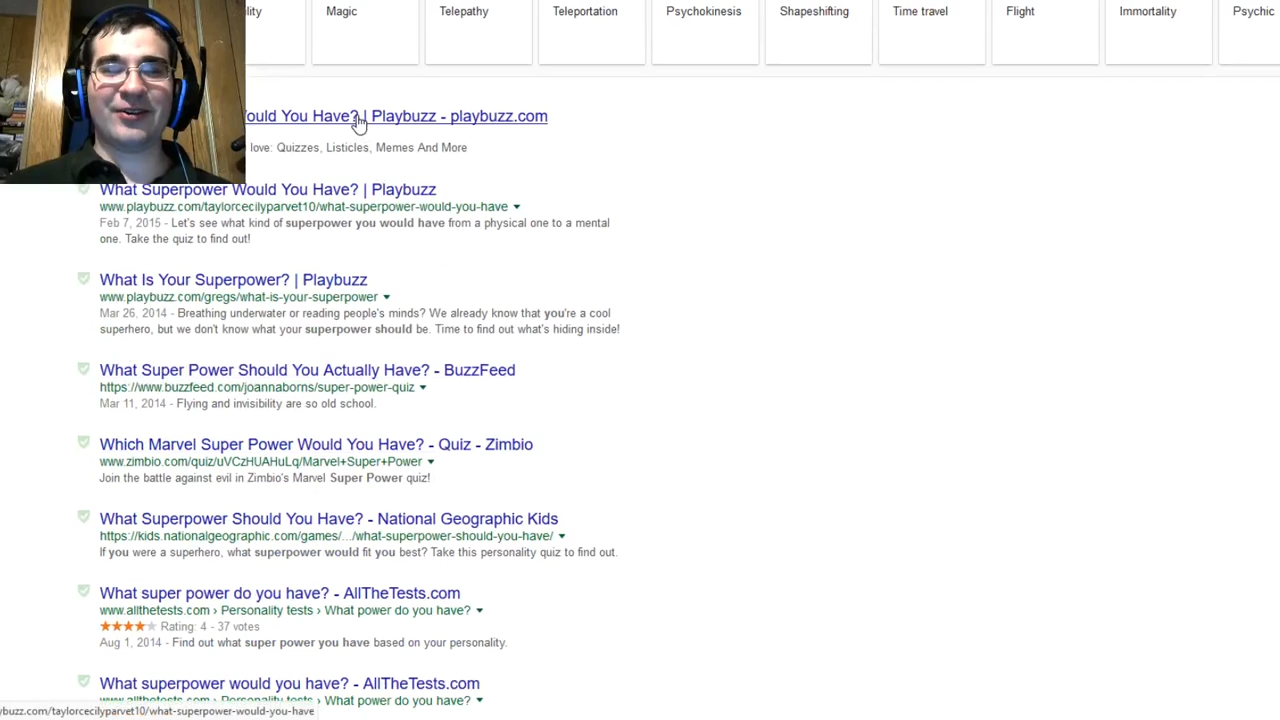 lity Magic Telepathy Teleportation Psychokinesis Shapeshifting Time travel Flight Immortality Psychic
ould You Have? | Playbuzz - playbuzz.com
love: Quizzes, Listicles, Memes And More
What Superpower Would You Have? | Playbuzz
www.playbuzz.com/taylorcecilyparvet10/what-superpower-would-you-have
Feb 7, 2015 - Let's see what kind of superpower you would have from a physical one to a mental
one. Take the quiz to find out!
What Is Your Superpower? | Playbuzz
www.playbuzz.com/gregs/what-is-your-superpower
Mar 26, 2014 - Breathing underwater or reading people's minds? We already know that you're a cool
superhero, but we don't know what your superpower should be. Time to find out what's hiding inside!
What Super Power Should You Actually Have? - BuzzFeed
https://www.buzzfeed.com/joannaborns/super-power-quiz
Mar 11, 2014 - Flying and invisibility are so old school.
Which Marvel Super Power Would You Have? - Quiz - Zimbio
www.zimbio.com/quiz/uVCzHUAHuLq/Marvel+Super+Power
Join the battle against evil in Zimbio's Marvel Super Power quiz!
What Superpower Should You Have? - National Geographic Kids
https://kids.nationalgeographic.com/games/.../what-superpower-should-you-have/
If you were a superhero, what superpower would fit you best? Take this personality quiz to find out.
What super power do you have? - AllTheTests.com
www.allthetests.com › Personality tests › What power do you have?
Rating: 4 - 37 votes
Aug 1, 2014 - Find out what super power you have based on your personality.
What superpower would you have? - AllTheTests.com
www.allthetests.com › Personality tests › What power do you have?
ybuzz.com/taylorcecilyparvet10/what-superpower-would-you-have